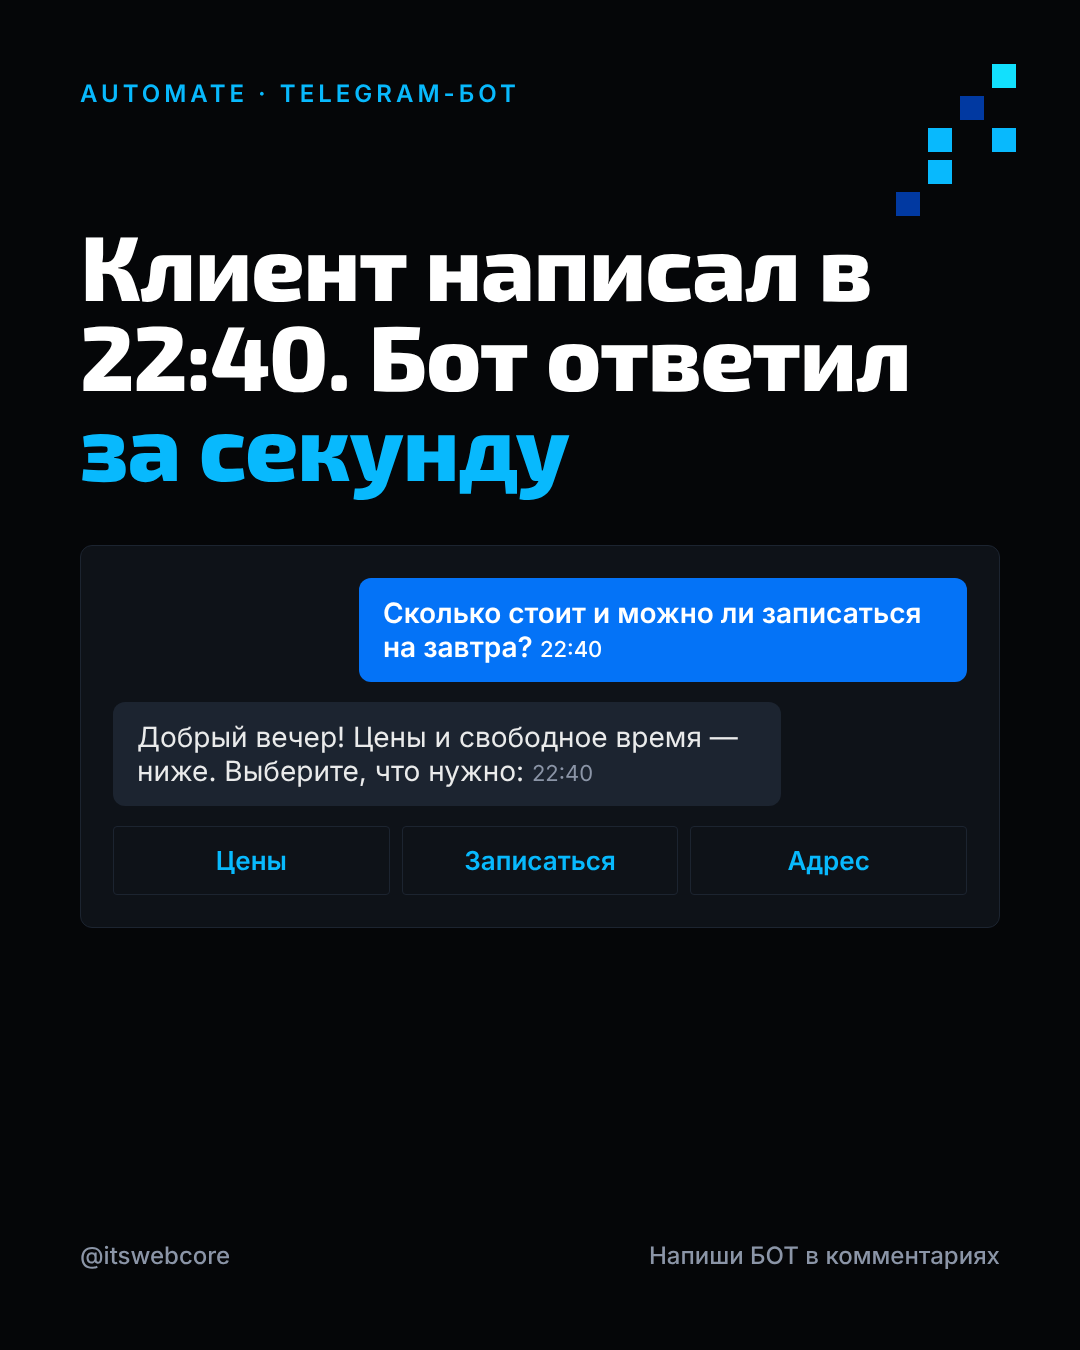 AUTOMATE · TELEGRAM-БОТ
Клиент написал в
22:40. Бот ответил
за секунду
Сколько стоит и можно ли записаться
на завтра? 22:40
Добрый вечер! Цены и свободное время —
ниже. Выберите, что нужно: 22:40
Цены
Записаться
Адрес
@itswebcore
Напиши БОТ в комментариях